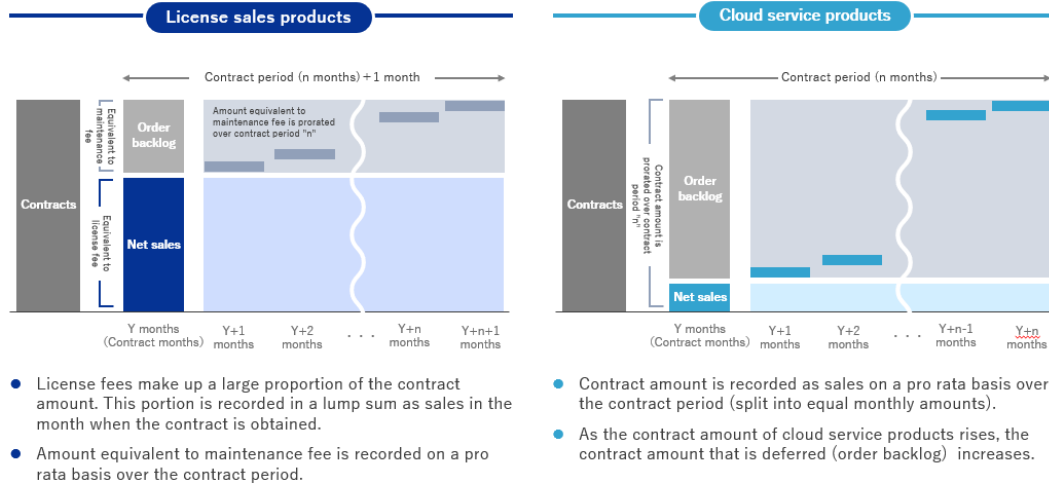 License sales products
Contract period (n months)+1 month
Contracts
Equivalent to
maintenance
fee
Order
backlog
Amount equivalent to
maintenance fee is prorated
over contract period "n"
Equivalent to
license fee
Net sales
Y months
(Contract months)
Y+1
months
Y+2
months
. . .
Y+n
months
Y+n+1
months
● License fees make up a large proportion of the contract
amount. This portion is recorded in a lump sum as sales in the
month when the contract is obtained.
● Amount equivalent to maintenance fee is recorded on a pro
rata basis over the contract period.
Cloud service products
Contract period (n months)
Contracts
Contract amount is
prorated over contract
period "n"
Order
backlog
Net sales
Y months
(Contract months)
Y+1
months
Y+2
months
. . .
Y+n-1
months
Y+n
months
● Contract amount is recorded as sales on a pro rata basis over
the contract period (split into equal monthly amounts).
● As the contract amount of cloud service products rises, the
contract amount that is deferred (order backlog) increases.